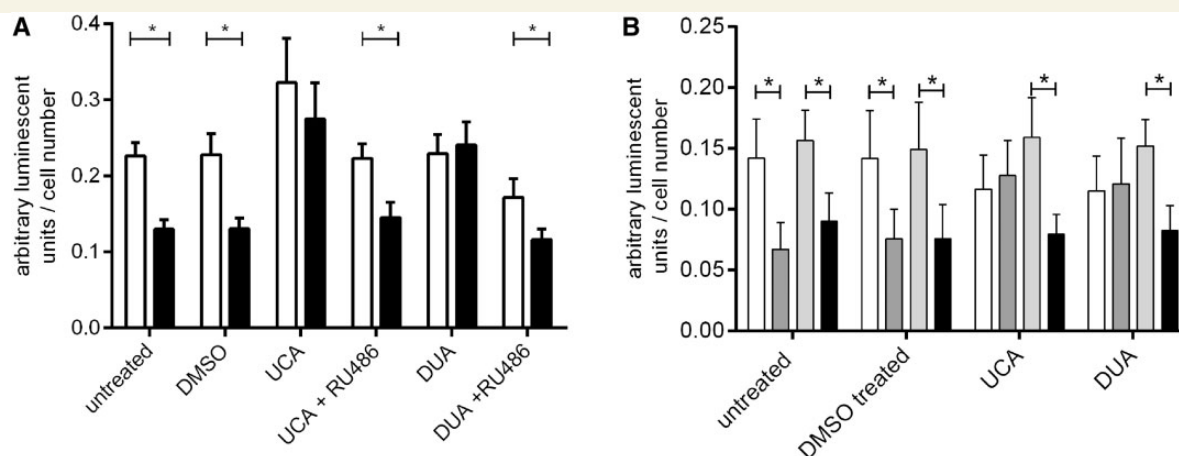 A
arbitrary luminescent
units / cell number
0.4
0.3
0.2
0.1
0.0
* * * *
untreated
DMSO
UCA
UCA + RU486
DUA
DUA +RU486
B
arbitrary luminescent
units / cell number
0.25
0.20
0.15
0.10
0.05
0.00
* * * * * *
untreated
DMSO treated
UCA
DUA